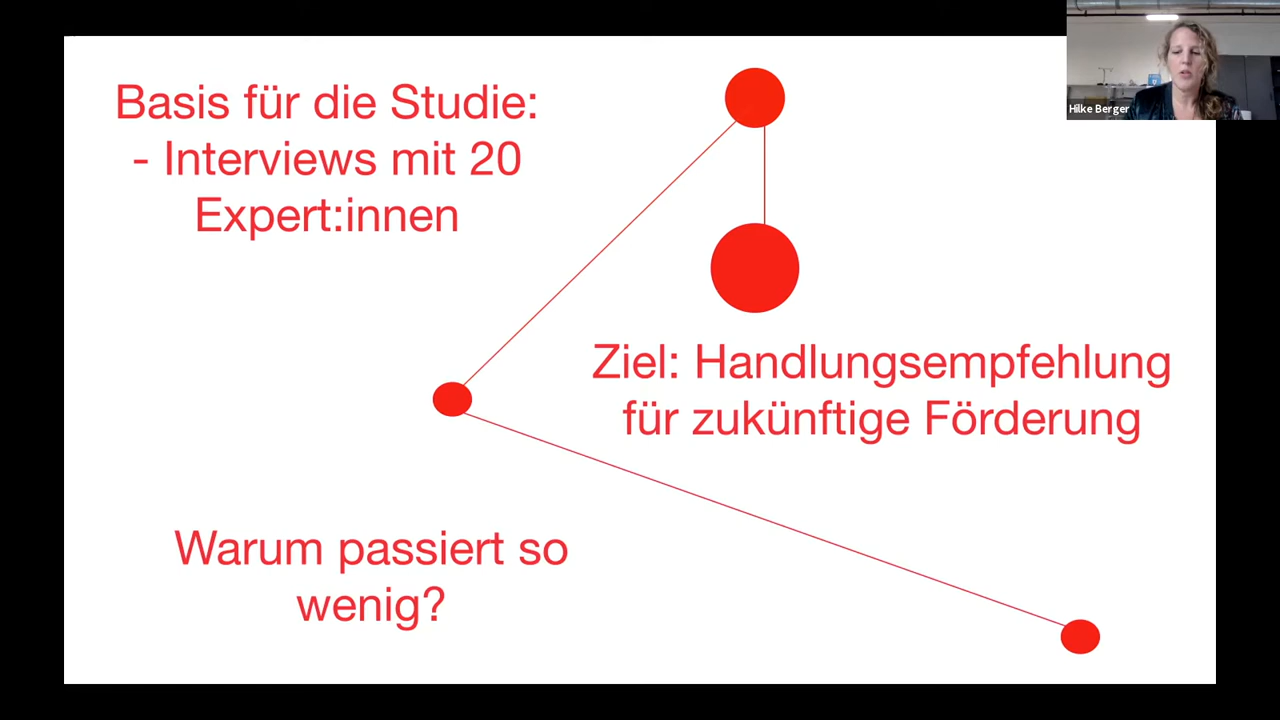 Basis für die Studie:
- Interviews mit 20
Expert:innen
Ziel: Handlungsempfehlung
für zukünftige Förderung
Warum passiert so
wenig?
Hilke Berger